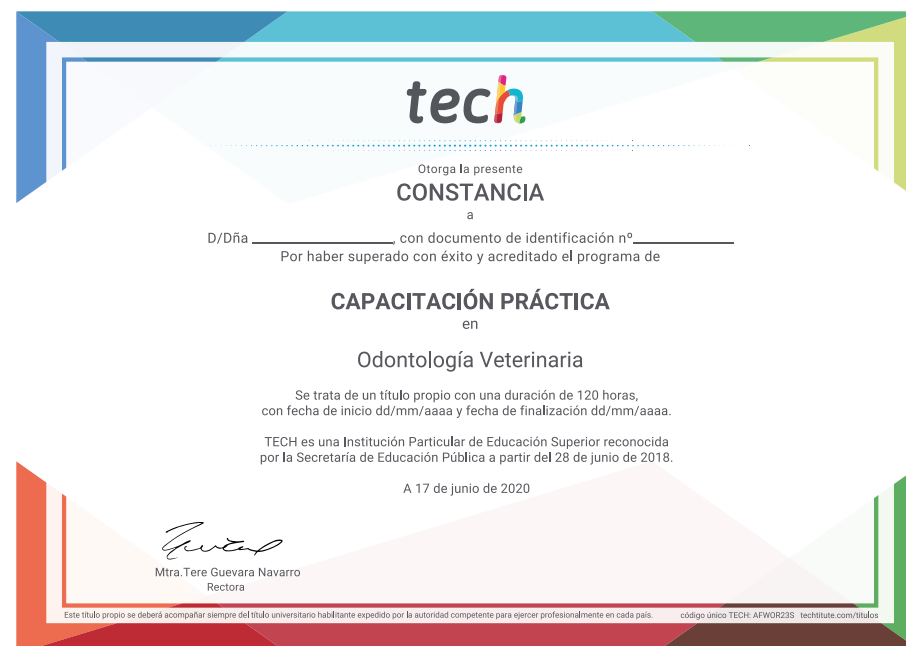 tech
Otorga la presente
CONSTANCIA
a
D/Dña ____________________, con documento de identificación nº______________
Por haber superado con éxito y acreditado el programa de
CAPACITACIÓN PRÁCTICA
en
Odontología Veterinaria
Se trata de un título propio con una duración de 120 horas,
con fecha de inicio dd/mm/aaaa y fecha de finalización dd/mm/aaaa.
TECH es una Institución Particular de Educación Superior reconocida
por la Secretaría de Educación Pública a partir del 28 de junio de 2018.
A 17 de junio de 2020
Mtra.Tere Guevara Navarro
Rectora
Este título propio se deberá acompañar siempre del título universitario habilitante expedido por la autoridad competente para ejercer profesionalmente en cada país. código único TECH: AFWOR23S techtitute.com/titulos